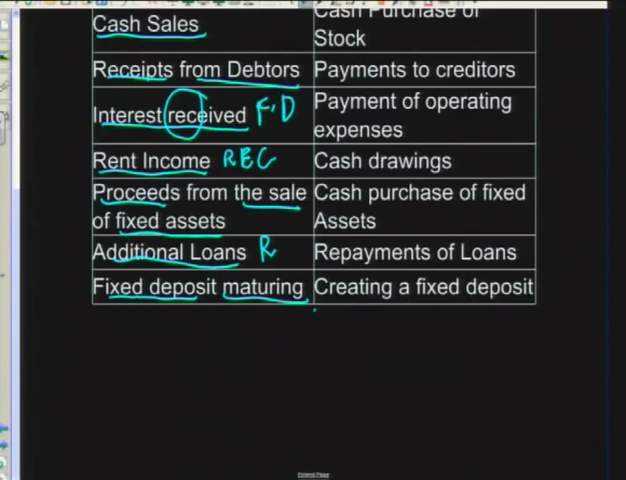 Cash Sales
Cash Purchase of
Stock
Receipts from Debtors
Payments to creditors
Interest received F.D
Payment of operating
expenses
Rent Income REC
Cash drawings
Proceeds from the sale
of fixed assets
Cash purchase of fixed
Assets
Additional Loans R
Repayments of Loans
Fixed deposit maturing
Creating a fixed deposit
Extend Page